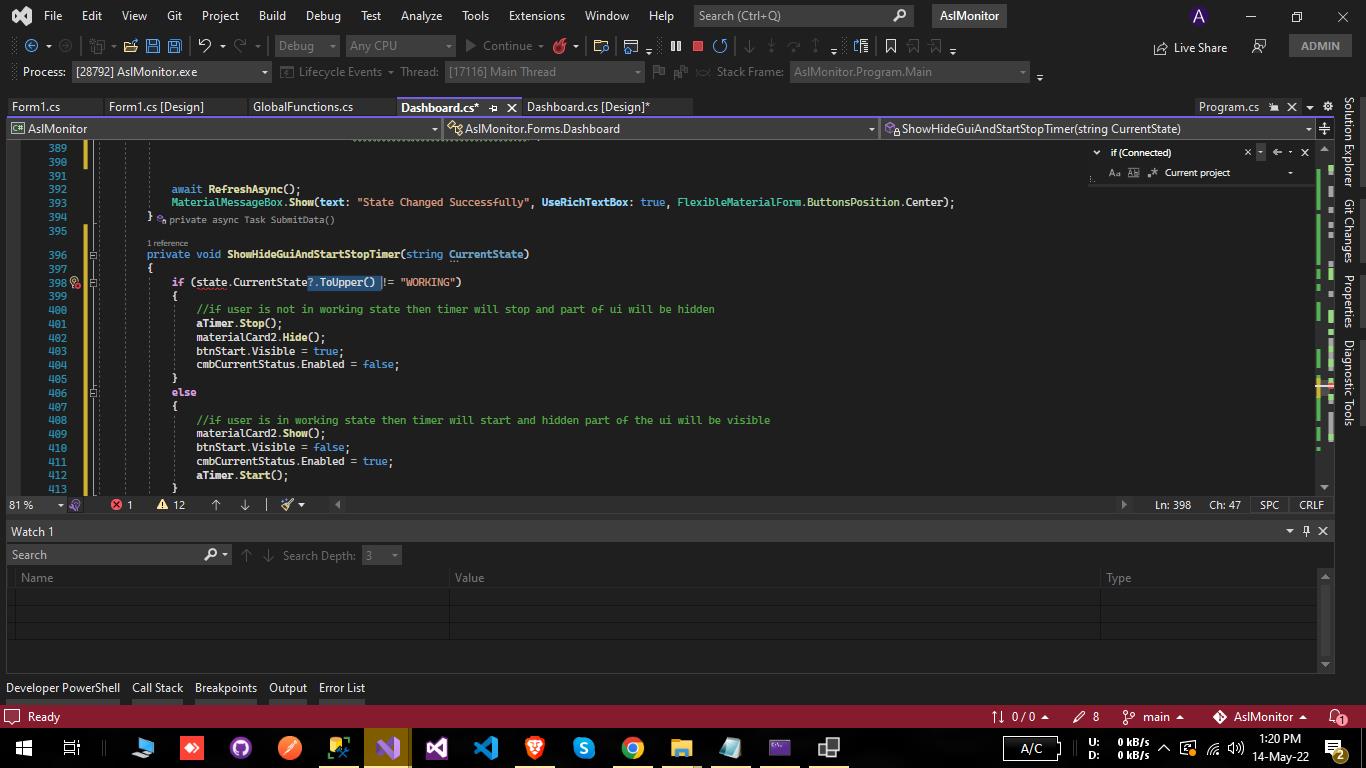 File Edit View Git Project Build Debug Test Analyze Tools Extensions Window Help Search (Ctrl+Q) AslMonitor A
Debug Any CPU Continue Live Share ADMIN
Process: [28792] AslMonitor.exe Lifecycle Events Thread: [17116] Main Thread Stack Frame: AslMonitor.Program.Main
Form1.cs Form1.cs [Design] GlobalFunctions.cs Dashboard.cs* Dashboard.cs [Design]* Program.cs
C# AslMonitor AslMonitor.Forms.Dashboard ShowHideGuiAndStartStopTimer(string CurrentState)
if (Connected)
Aa Current project
389
390
391
392 await RefreshAsync();
393 MaterialMessageBox.Show(text: "State Changed Successfully", UseRichTextBox: true, FlexibleMaterialForm.ButtonsPosition.Center);
394 } private async Task SubmitData()
395
1 reference
396 private void ShowHideGuiAndStartStopTimer(string CurrentState)
397 {
398 if (state.CurrentState?.ToUpper() != "WORKING")
399 {
400 //if user is not in working state then timer will stop and part of ui will be hidden
401 aTimer.Stop();
402 materialCard2.Hide();
403 btnStart.Visible = true;
404 cmbCurrentStatus.Enabled = false;
405 }
406 else
407 {
408 //if user is in working state then timer will start and hidden part of the ui will be visible
409 materialCard2.Show();
410 btnStart.Visible = false;
411 cmbCurrentStatus.Enabled = true;
412 aTimer.Start();
413 }
81 % 1 12 Ln: 398 Ch: 47 SPC CRLF
Solution Explorer
Git Changes
Properties
Diagnostic Tools
Watch 1
Search Search Depth: 3
Name Value Type
Developer PowerShell Call Stack Breakpoints Output Error List
Ready 0 / 0 8 main AslMonitor 1
A/C U: 0 kB/s 1:20 PM
D: 0 kB/s 14-May-22 2